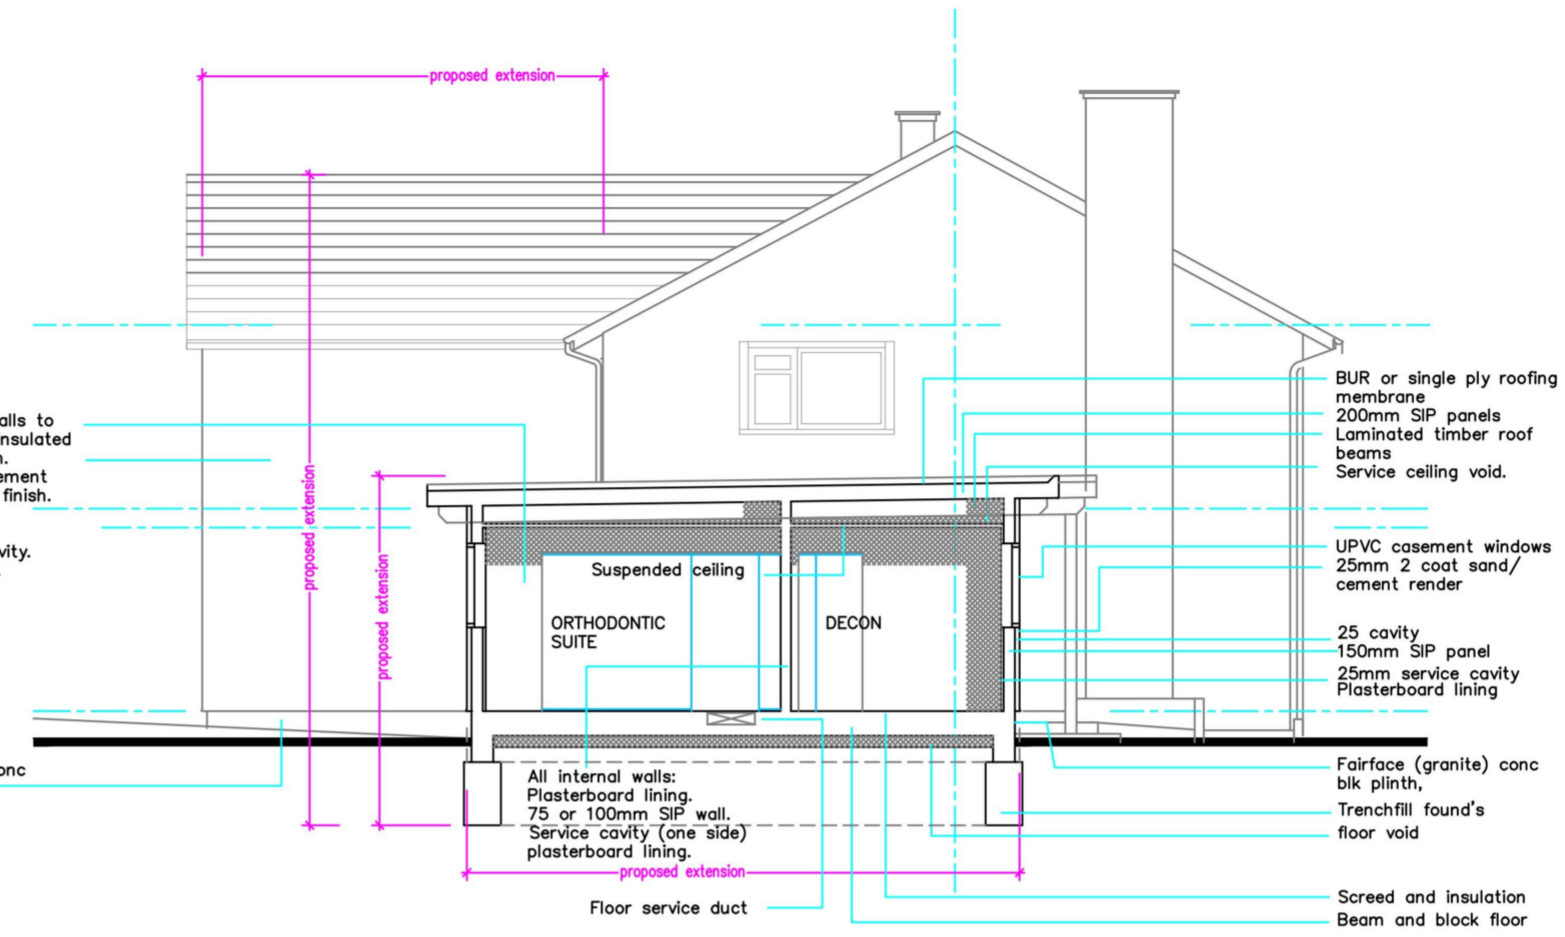 proposed extension
proposed extension
proposed extension
alls to
nsulated
ement
finish.
vity.
onc
BUR or single ply roofing
membrane
200mm SIP panels
Laminated timber roof
beams
Service ceiling void.
Suspended ceiling
ORTHODONTIC
SUITE
DECON
UPVC casement windows
25mm 2 coat sand/
cement render
25 cavity
150mm SIP panel
25mm service cavity
Plasterboard lining
All internal walls:
Plasterboard lining.
75 or 100mm SIP wall.
Service cavity (one side)
plasterboard lining.
proposed extension
Floor service duct
Fairface (granite) conc
blk plinth,
Trenchfill found's
floor void
Screed and insulation
Beam and block floor